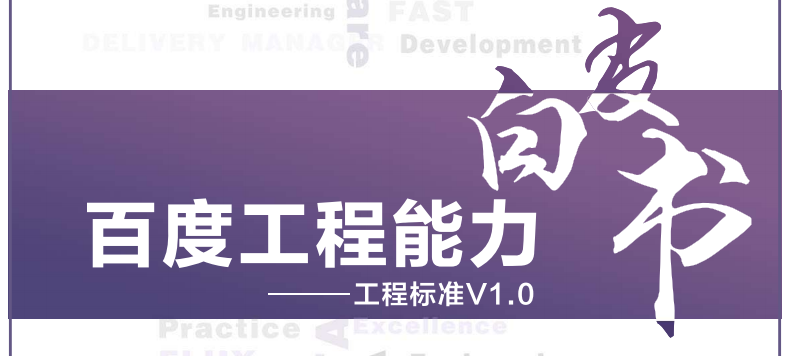 Engineering
are
FAST
DELIVERY MANAGER
Development
白皮书
百度工程能力
——工程标准V1.0
Practice
A
Excellence